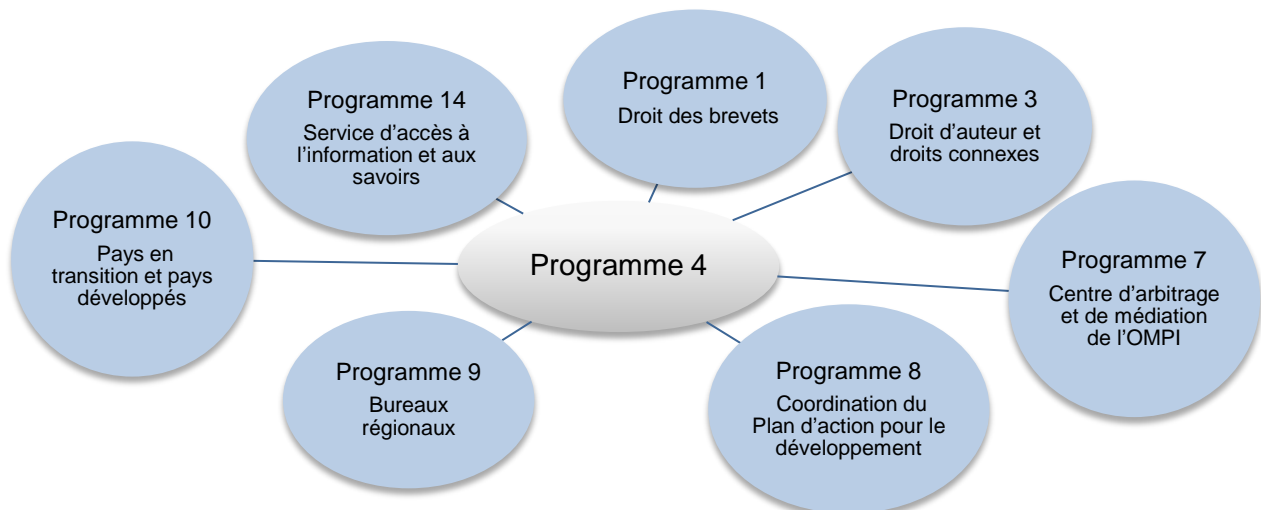 Programme 1
Droit des brevets
Programme 14
Service d'accès à
l'information et aux
savoirs
Programme 3
Droit d'auteur et
droits connexes
Programme 10
Pays en
transition et pays
développés
Programme 4
Programme 7
Centre d'arbitrage
et de médiation
de l'OMPI
Programme 9
Bureaux
régionaux
Programme 8
Coordination du
Plan d'action pour le
développement